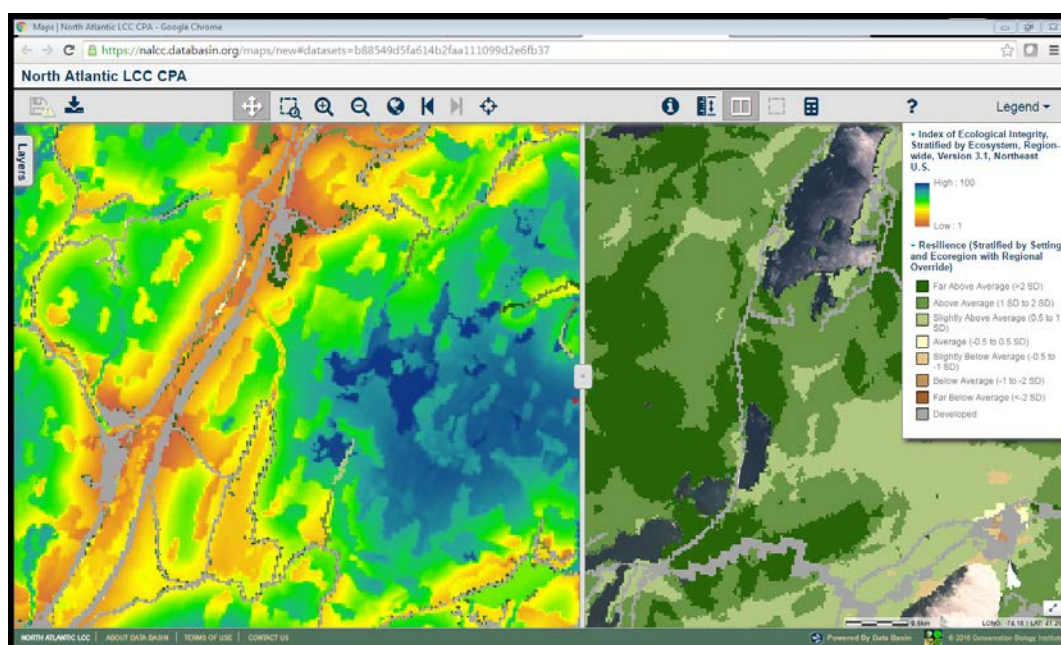 Maps | North Atlantic LCC CPA - Google Chrome
https://nalcc.databasin.org/maps/new#datasets=b88549d5fa614b2faa111099d2e6fb37
North Atlantic LCC CPA
? Legend
Layers
Index of Ecological Integrity,
Stratified by Ecosystem, Region-
wide, Version 3.1, Northeast
U.S.
High : 100
Low : 1
Resilience (Stratified by Setting
and Ecoregion with Regional
Override)
Far Above Average (>2 SD)
Above Average (1 SD to 2 SD)
Slightly Above Average (0.5 to 1
SD)
Average (-0.5 to 0.5 SD)
Slightly Below Average (-0.5 to
-1 SD)
Below Average (-1 to -2 SD)
Far Below Average (<-2 SD)
Developed
NORTH ATLANTIC LCC | ABOUT DATA BASIN | TERMS OF USE | CONTACT US
Powered By Data Basin
© 2016 Conservation Biology Institute